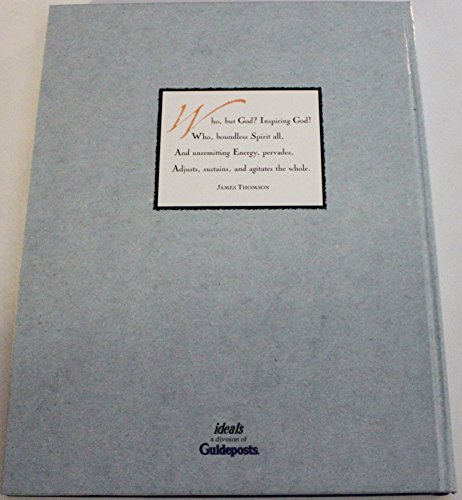 Who, but God? Inspiring God!
Who, boundless Spirit all,
And unremitting Energy, pervades,
Adjusts, sustains, and agitates the whole.
JAMES THOMSON
ideals
a division of
Guideposts.